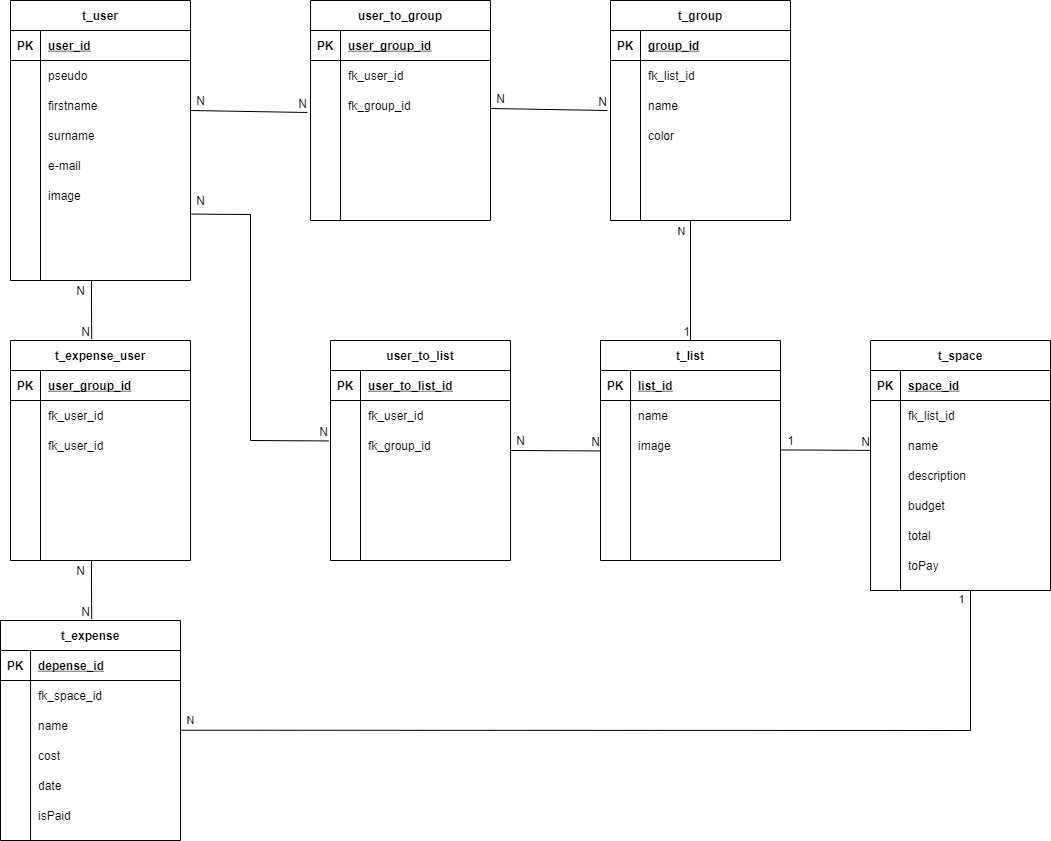 t_user
PK user_id
pseudo
firstname
surname
e-mail
image
user_to_group
PK user_group_id
fk_user_id
fk_group_id
t_group
PK group_id
fk_list_id
name
color
N
N
N
N
N
N
1
N
N
t_expense_user
PK user_group_id
fk_user_id
fk_user_id
user_to_list
PK user_to_list_id
fk_user_id
fk_group_id
N
N
N
t_list
PK list_id
name
image
1
N
t_space
PK space_id
fk_list_id
name
description
budget
total
toPay
N
N
1
t_expense
PK depense_id
fk_space_id
name
cost
date
isPaid
N